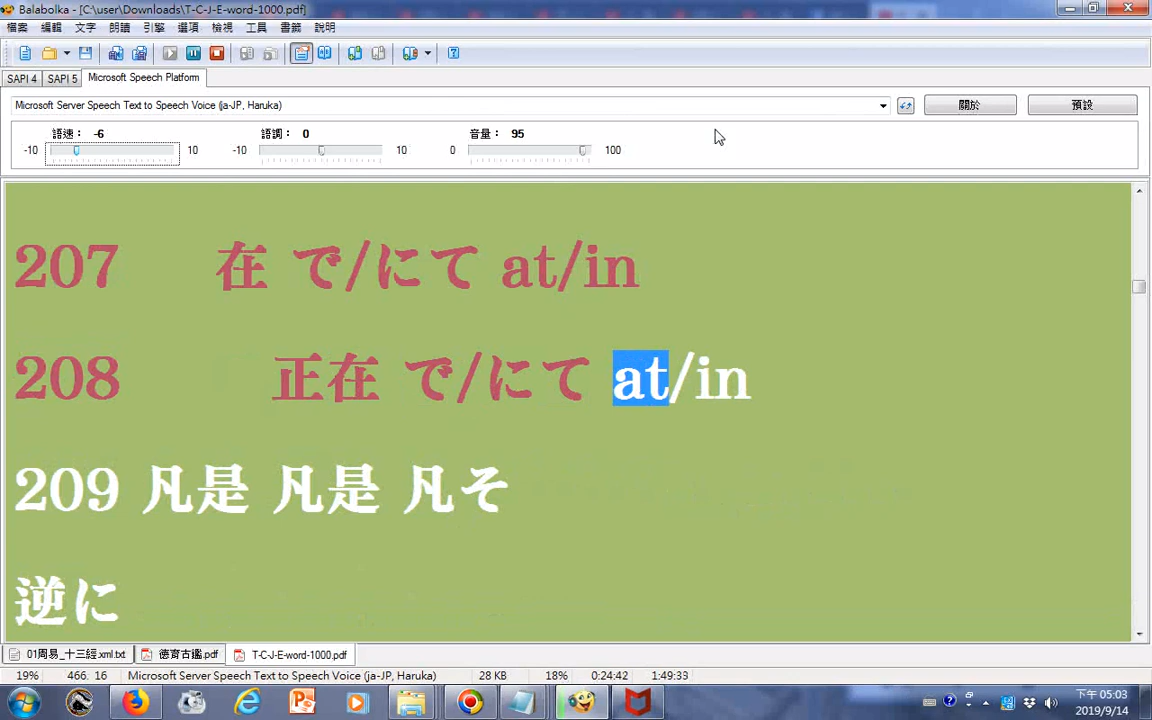 Balabolka - [C:\user\Downloads\T-C-J-E-word-1000.pdf]
檔案 編輯 文字 朗讀 引擎 選項 檢視 工具 書籤 說明
SAPI 4 SAPI 5 Microsoft Speech Platform
Microsoft Server Speech Text to Speech Voice (ja-JP, Haruka) 關於 預設
語速： -6 語調： 0 音量： 95
-10 10 -10 10 0 100
207 在 で/にて at/in
208 正在 で/にて at/in
209 凡是 凡是 凡そ
逆に
01周易_十三經.xml.txt 德育古鑑.pdf T-C-J-E-word-1000.pdf
19% 466. 16 Microsoft Server Speech Text to Speech Voice (ja-JP, Haruka) 28 KB 18% 0:24:42 1:49:33
下午 05:03
2019/9/14